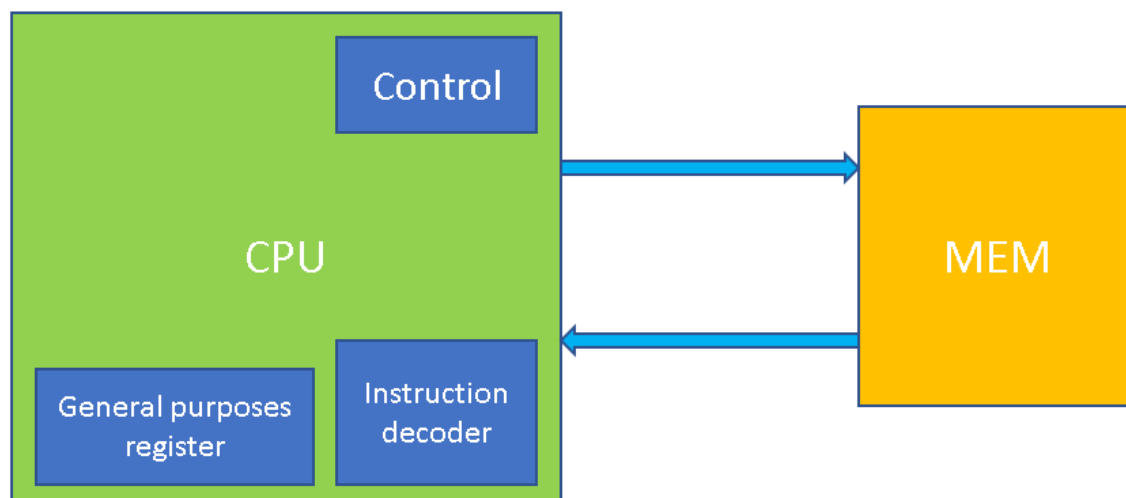 Control
CPU
MEM
General purposes
register
Instruction
decoder